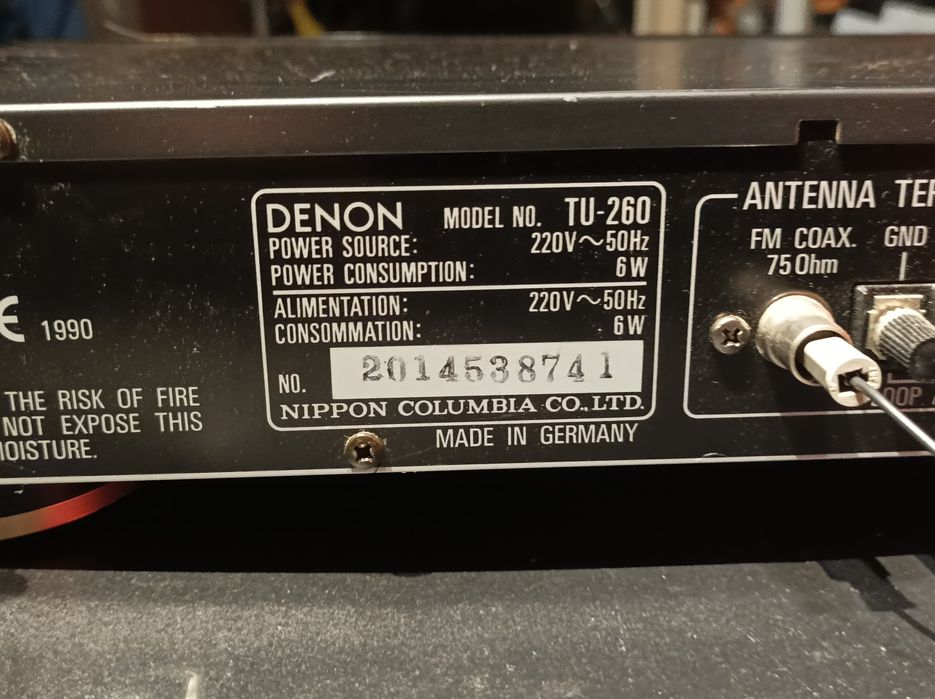 DENON MODEL NO. TU-260
POWER SOURCE: 220V~50Hz
POWER CONSUMPTION: 6W
ALIMENTATION: 220V~50Hz
CONSOMMATION: 6W
NO. 2014538741
NIPPON COLUMBIA CO., LTD.
MADE IN GERMANY
1990
THE RISK OF FIRE
NOT EXPOSE THIS
MOISTURE.
ANTENNA
FM COAX. GND
75 Ohm